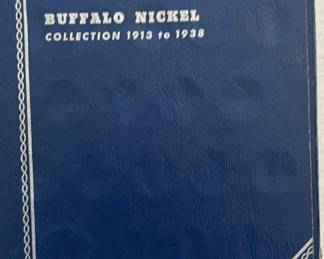 BUFFALO NICKEL
COLLECTION 1913 to 1938